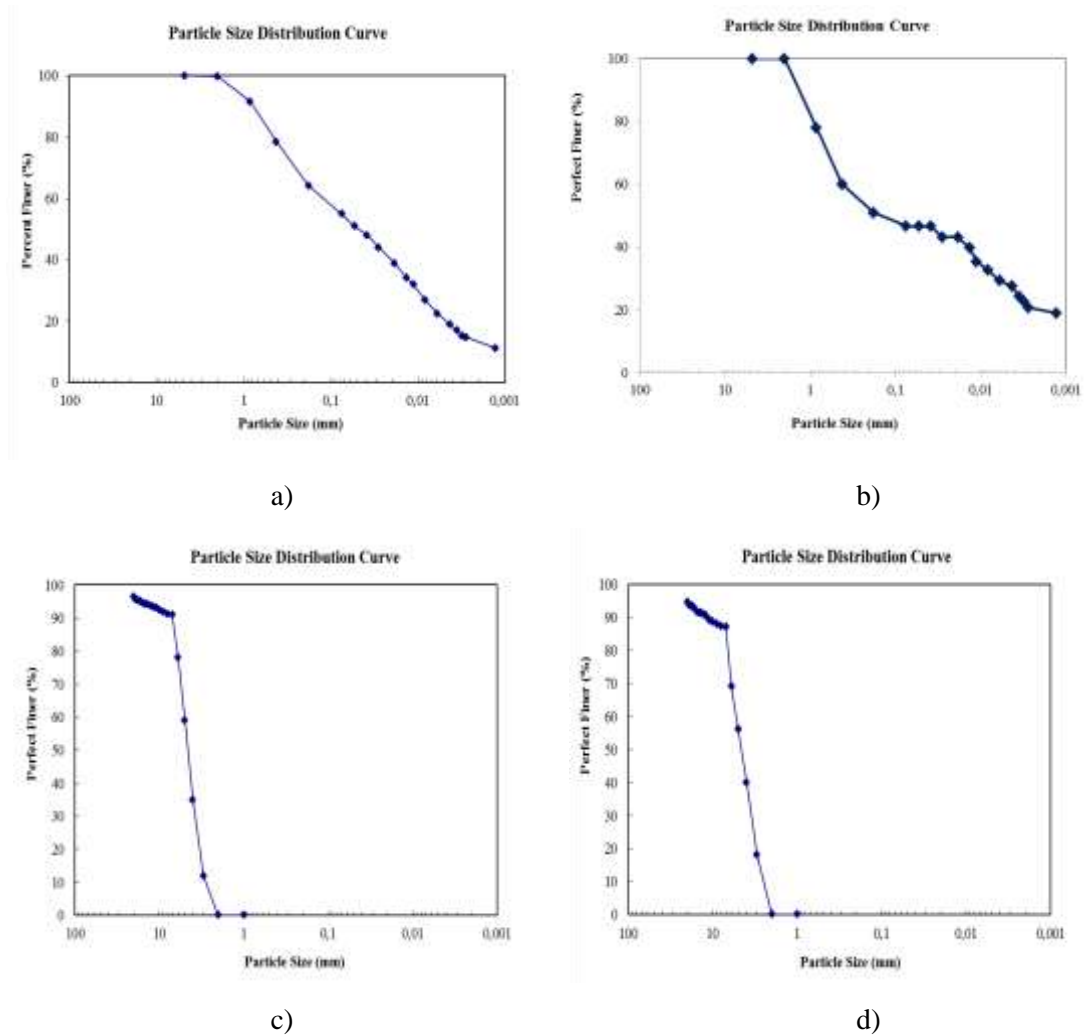 Particle Size Distribution Curve
100
80
60
40
20
0
Percent Finer (%)
100 10 1 0,1 0,01 0,001
Particle Size (mm)
a)
Particle Size Distribution Curve
100
80
60
40
20
0
Perfect Finer (%)
100 10 1 0,1 0,01 0,001
Particle Size (mm)
b)
Particle Size Distribution Curve
100
90
80
70
60
50
40
30
20
10
0
Perfect Finer (%)
100 10 1 0,1 0,01 0,001
Particle Size (mm)
c)
Particle Size Distribution Curve
100
90
80
70
60
50
40
30
20
10
0
Perfect Finer (%)
100 10 1 0,1 0,01 0,001
Particle Size (mm)
d)